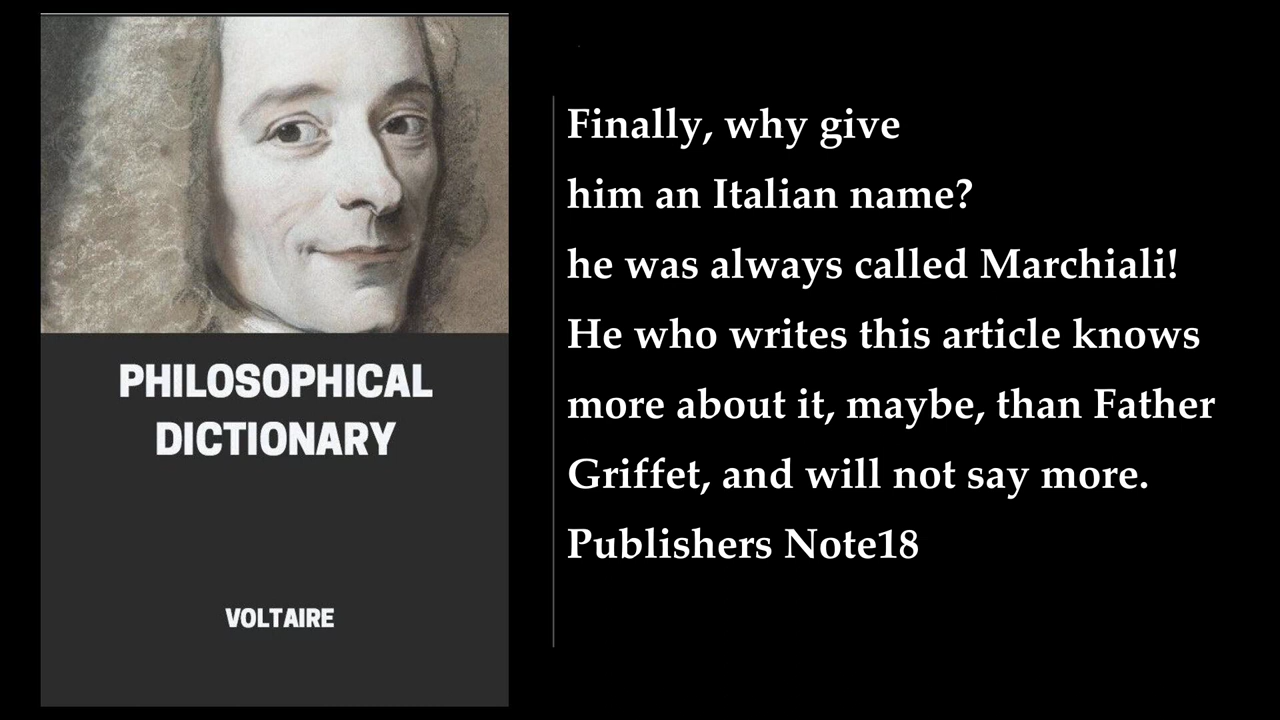 PHILOSOPHICAL
DICTIONARY
VOLTAIRE
Finally, why give
him an Italian name?
he was always called Marchiali!
He who writes this article knows
more about it, maybe, than Father
Griffet, and will not say more.
Publishers Note18